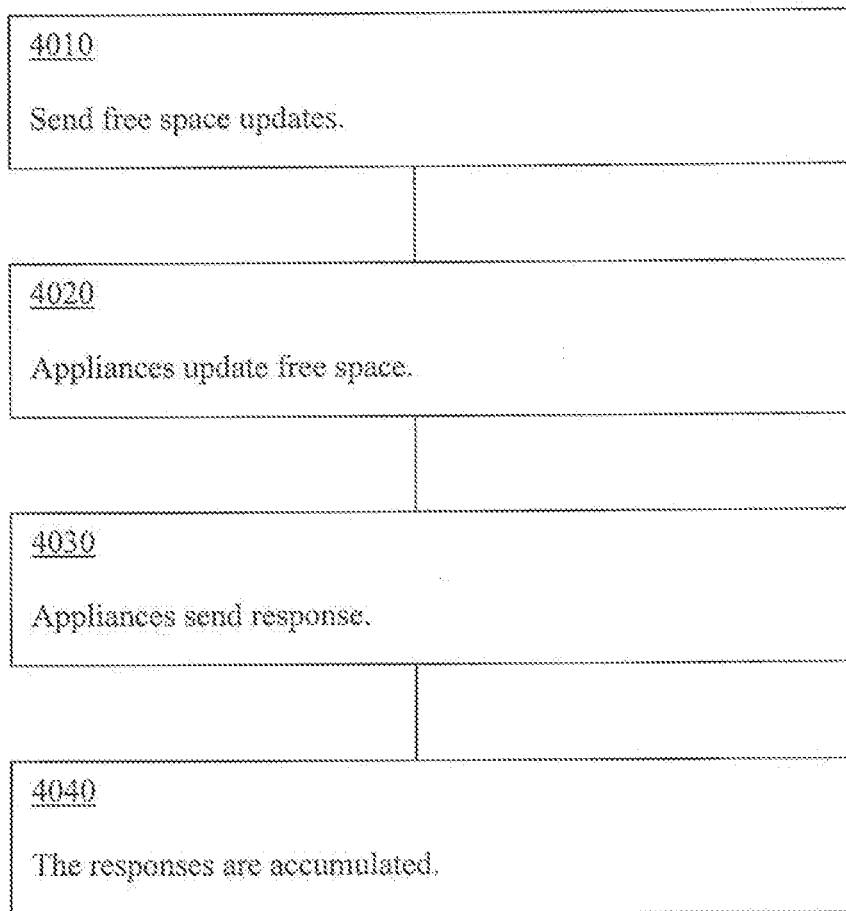 4010
Send free space updates.
4020
Appliances update free space.
4030
Appliances send response.
4040
The responses are accumulated.